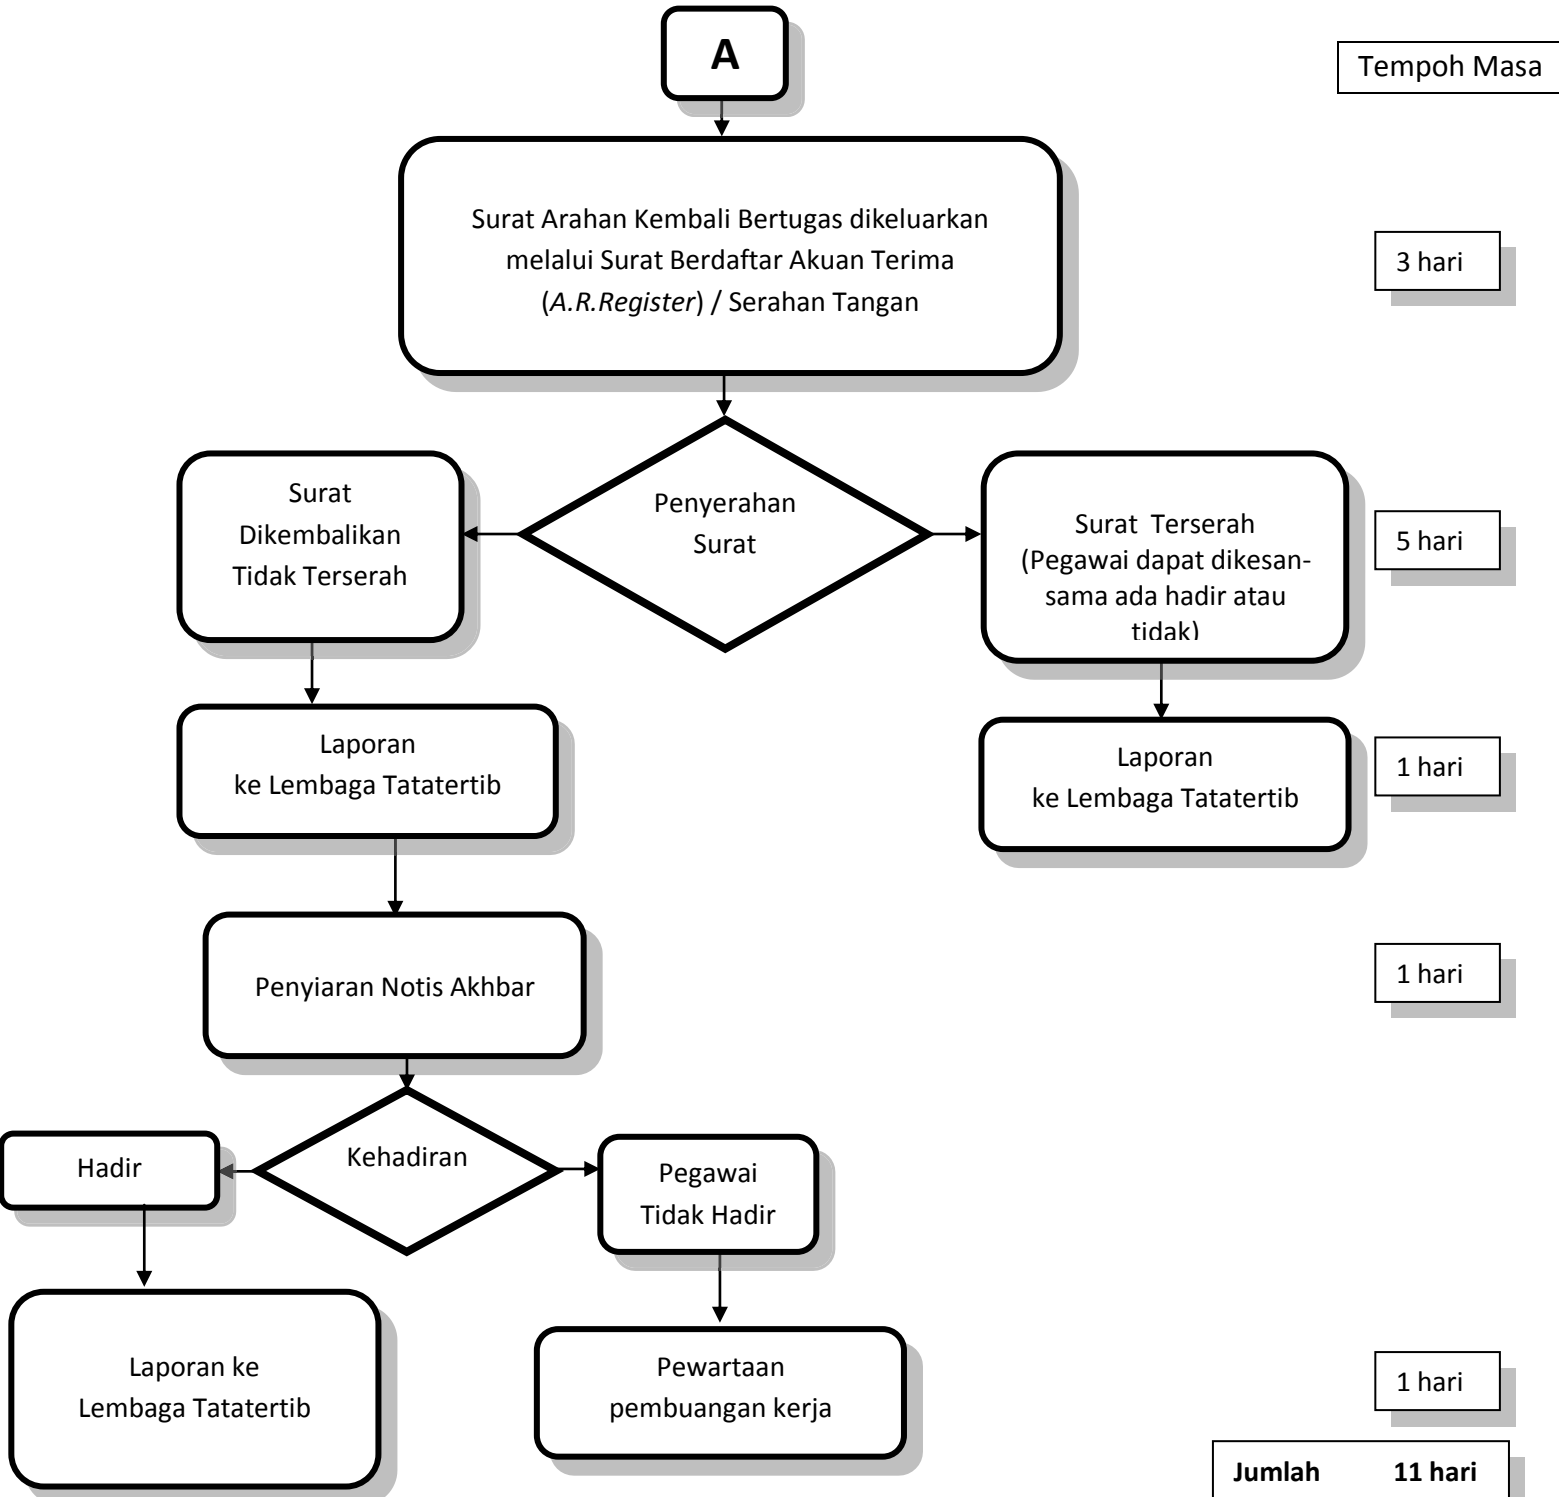 A
Tempoh Masa
Surat Arahan Kembali Bertugas dikeluarkan
melalui Surat Berdaftar Akuan Terima
(A.R.Register) / Serahan Tangan
3 hari
Surat
Dikembalikan
Tidak Terserah
Penyerahan
Surat
Surat Terserah
(Pegawai dapat dikesan-
sama ada hadir atau
tidak)
5 hari
Laporan
ke Lembaga Tatatertib
Laporan
ke Lembaga Tatatertib
1 hari
Penyiaran Notis Akhbar
1 hari
Hadir
Kehadiran
Pegawai
Tidak Hadir
Laporan ke
Lembaga Tatatertib
Pewartaan
pembuangan kerja
1 hari
Jumlah 11 hari